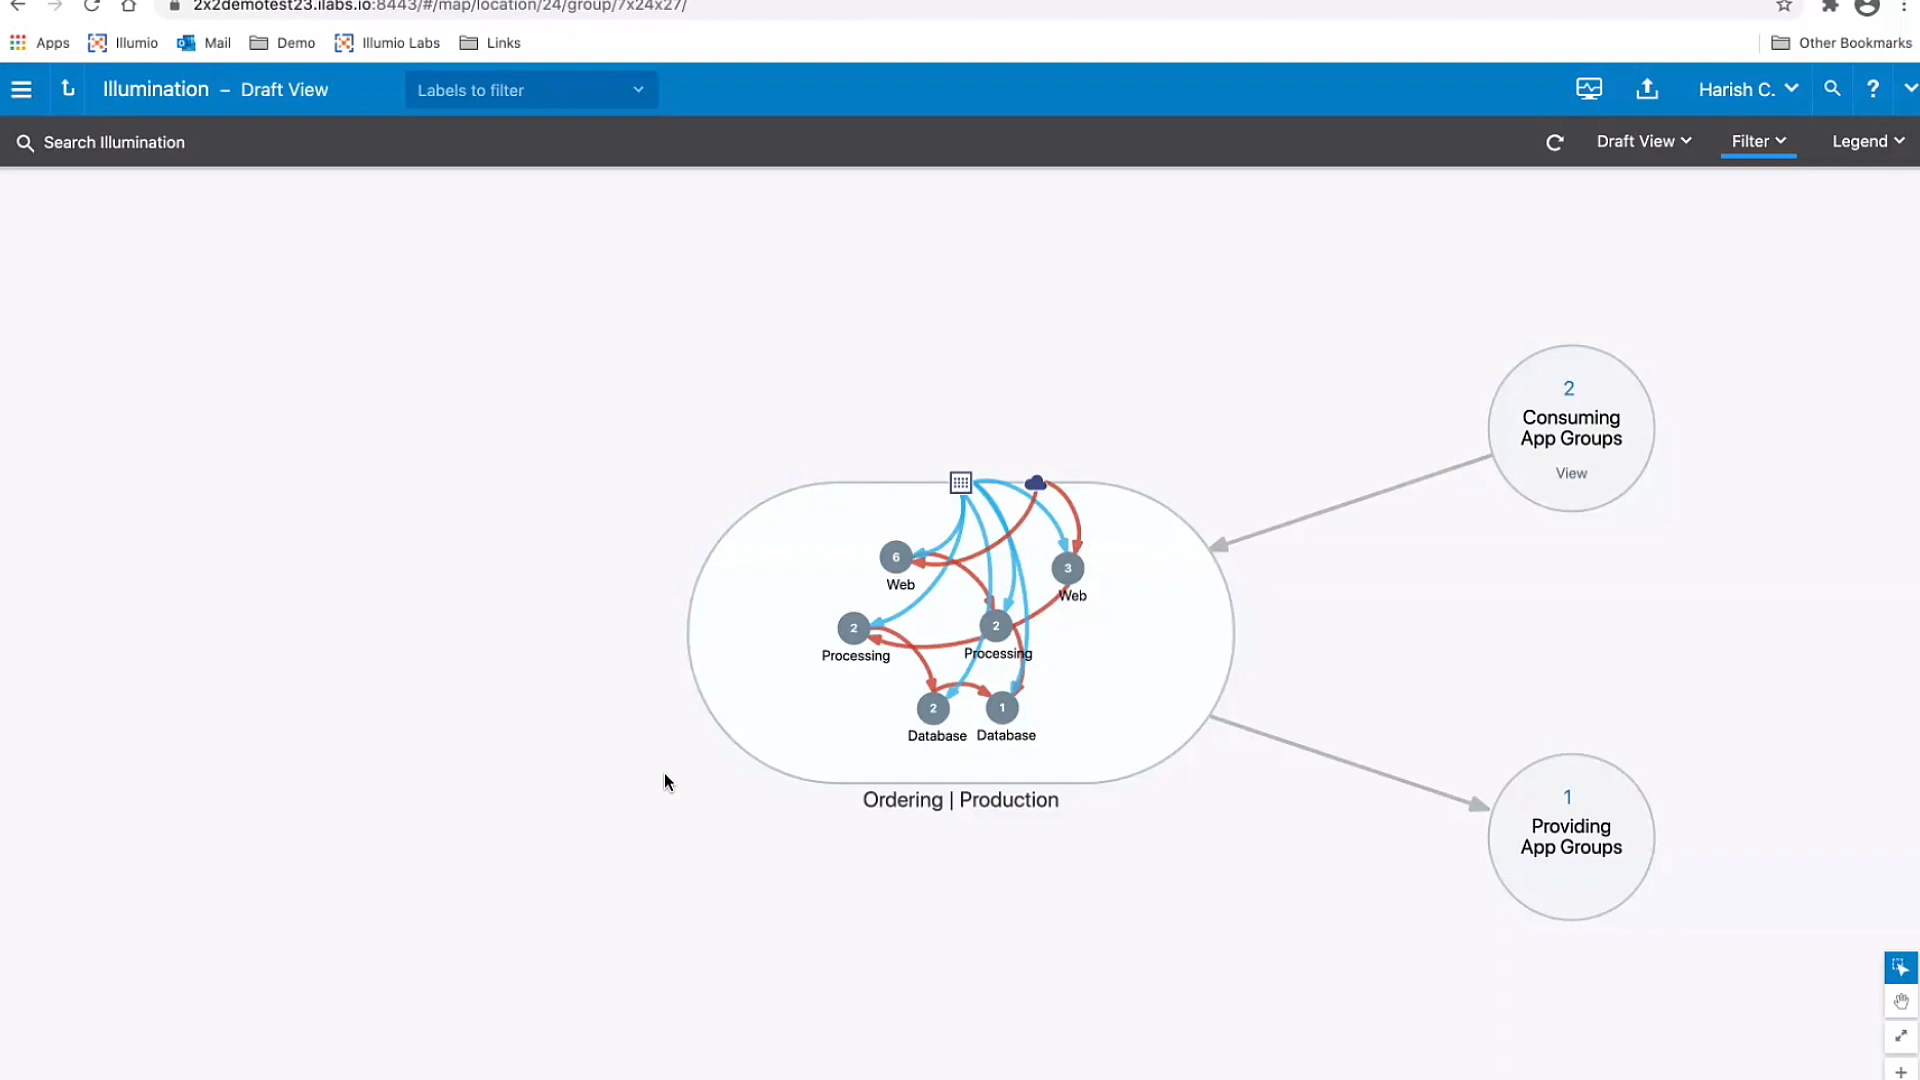 2x2demotest23.ilabs.io:8443/#/map/location/24/group/7x24x27/
Apps Illumio Mail Demo Illumio Labs Links Other Bookmarks
Illumination – Draft View Labels to filter Harish C. ?
Search Illumination Draft View Filter Legend
2
Consuming
App Groups
View
6
Web
3
Web
2
Processing
2
Processing
2
Database
1
Database
Ordering | Production
1
Providing
App Groups